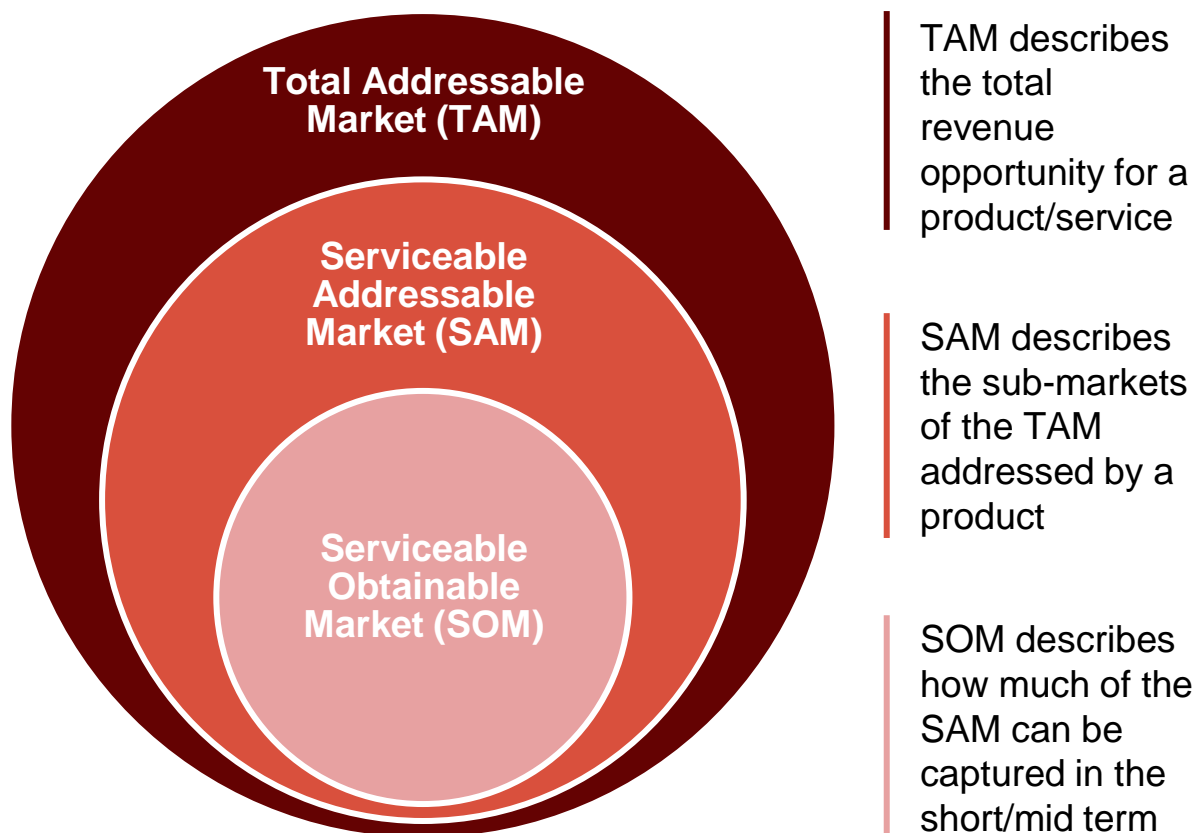 Total Addressable
Market (TAM)
Serviceable
Addressable
Market (SAM)
Serviceable
Obtainable
Market (SOM)
TAM describes
the total
revenue
opportunity for a
product/service
SAM describes
the sub-markets
of the TAM
addressed by a
product
SOM describes
how much of the
SAM can be
captured in the
short/mid term